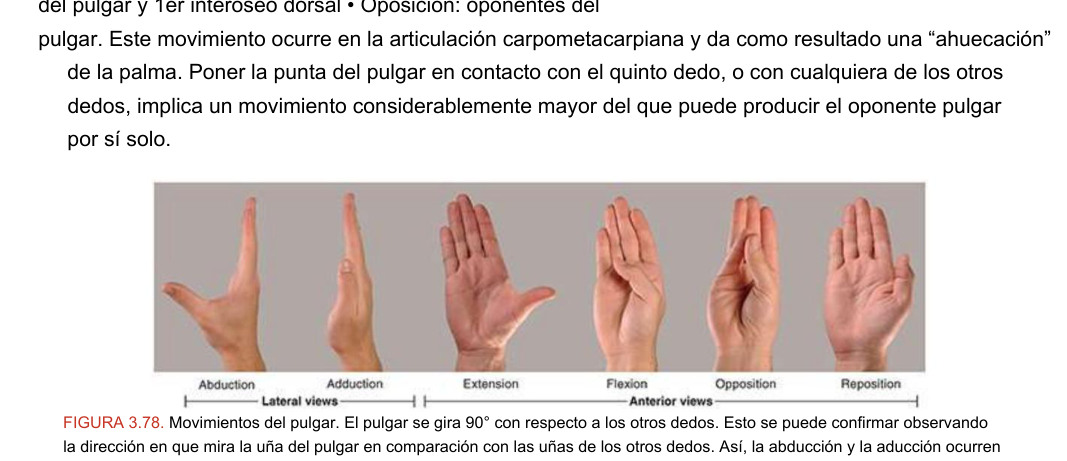 del pulgar y 1er interóseo dorsal • Oposición: oponentes del
pulgar. Este movimiento ocurre en la articulación carpometacarpiana y da como resultado una “ahuecación”
de la palma. Poner la punta del pulgar en contacto con el quinto dedo, o con cualquiera de los otros
dedos, implica un movimiento considerablemente mayor del que puede producir el oponente pulgar
por sí solo.
Abduction Adduction Extension Flexion Opposition Reposition
Lateral views Anterior views
FIGURA 3.78. Movimientos del pulgar. El pulgar se gira 90° con respecto a los otros dedos. Esto se puede confirmar observando
la dirección en que mira la uña del pulgar en comparación con las uñas de los otros dedos. Así, la abducción y la aducción ocurren